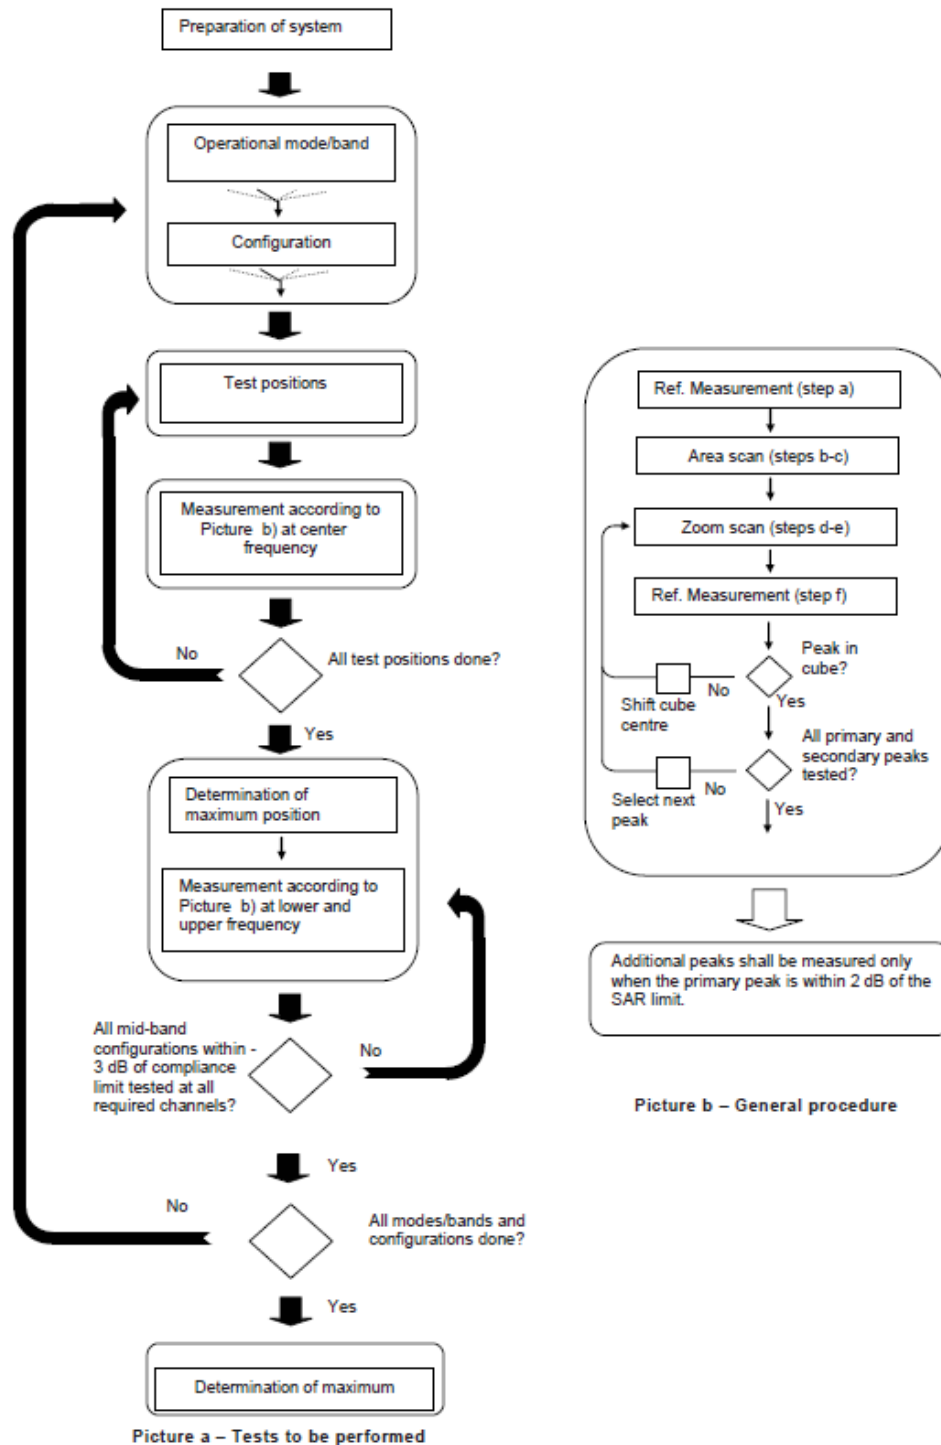 Preparation of system
Operational mode/band
Configuration
Test positions
Measurement according to
Picture b) at center
frequency
No
All test positions done?
Yes
Determination of
maximum position
Measurement according to
Picture b) at lower and
upper frequency
All mid-band
configurations within -
3 dB of compliance
limit tested at all
required channels?
No
Yes
No
All modes/bands and
configurations done?
Yes
Determination of maximum
Picture a – Tests to be performed
Ref. Measurement (step a)
Area scan (steps b-c)
Zoom scan (steps d-e)
Ref. Measurement (step f)
Peak in
cube?
No
Shift cube
centre
Yes
All primary and
secondary peaks
tested?
No
Select next
peak
Yes
Additional peaks shall be measured only
when the primary peak is within 2 dB of the
SAR limit.
Picture b – General procedure